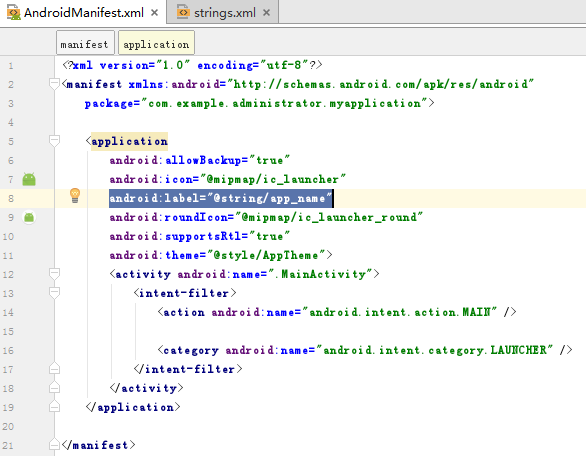 AndroidManifest.xml × strings.xml ×
manifest application
1 <?xml version="1.0" encoding="utf-8"?>
2 <manifest xmlns:android="http://schemas.android.com/apk/res/android"
3 package="com.example.administrator.myapplication">
4
5 <application
6 android:allowBackup="true"
7 android:icon="@mipmap/ic_launcher"
8 android:label="@string/app_name"
9 android:roundIcon="@mipmap/ic_launcher_round"
10 android:supportsRtl="true"
11 android:theme="@style/AppTheme">
12 <activity android:name=".MainActivity">
13 <intent-filter>
14 <action android:name="android.intent.action.MAIN" />
15
16 <category android:name="android.intent.category.LAUNCHER" />
17 </intent-filter>
18 </activity>
19 </application>
20
21 </manifest>